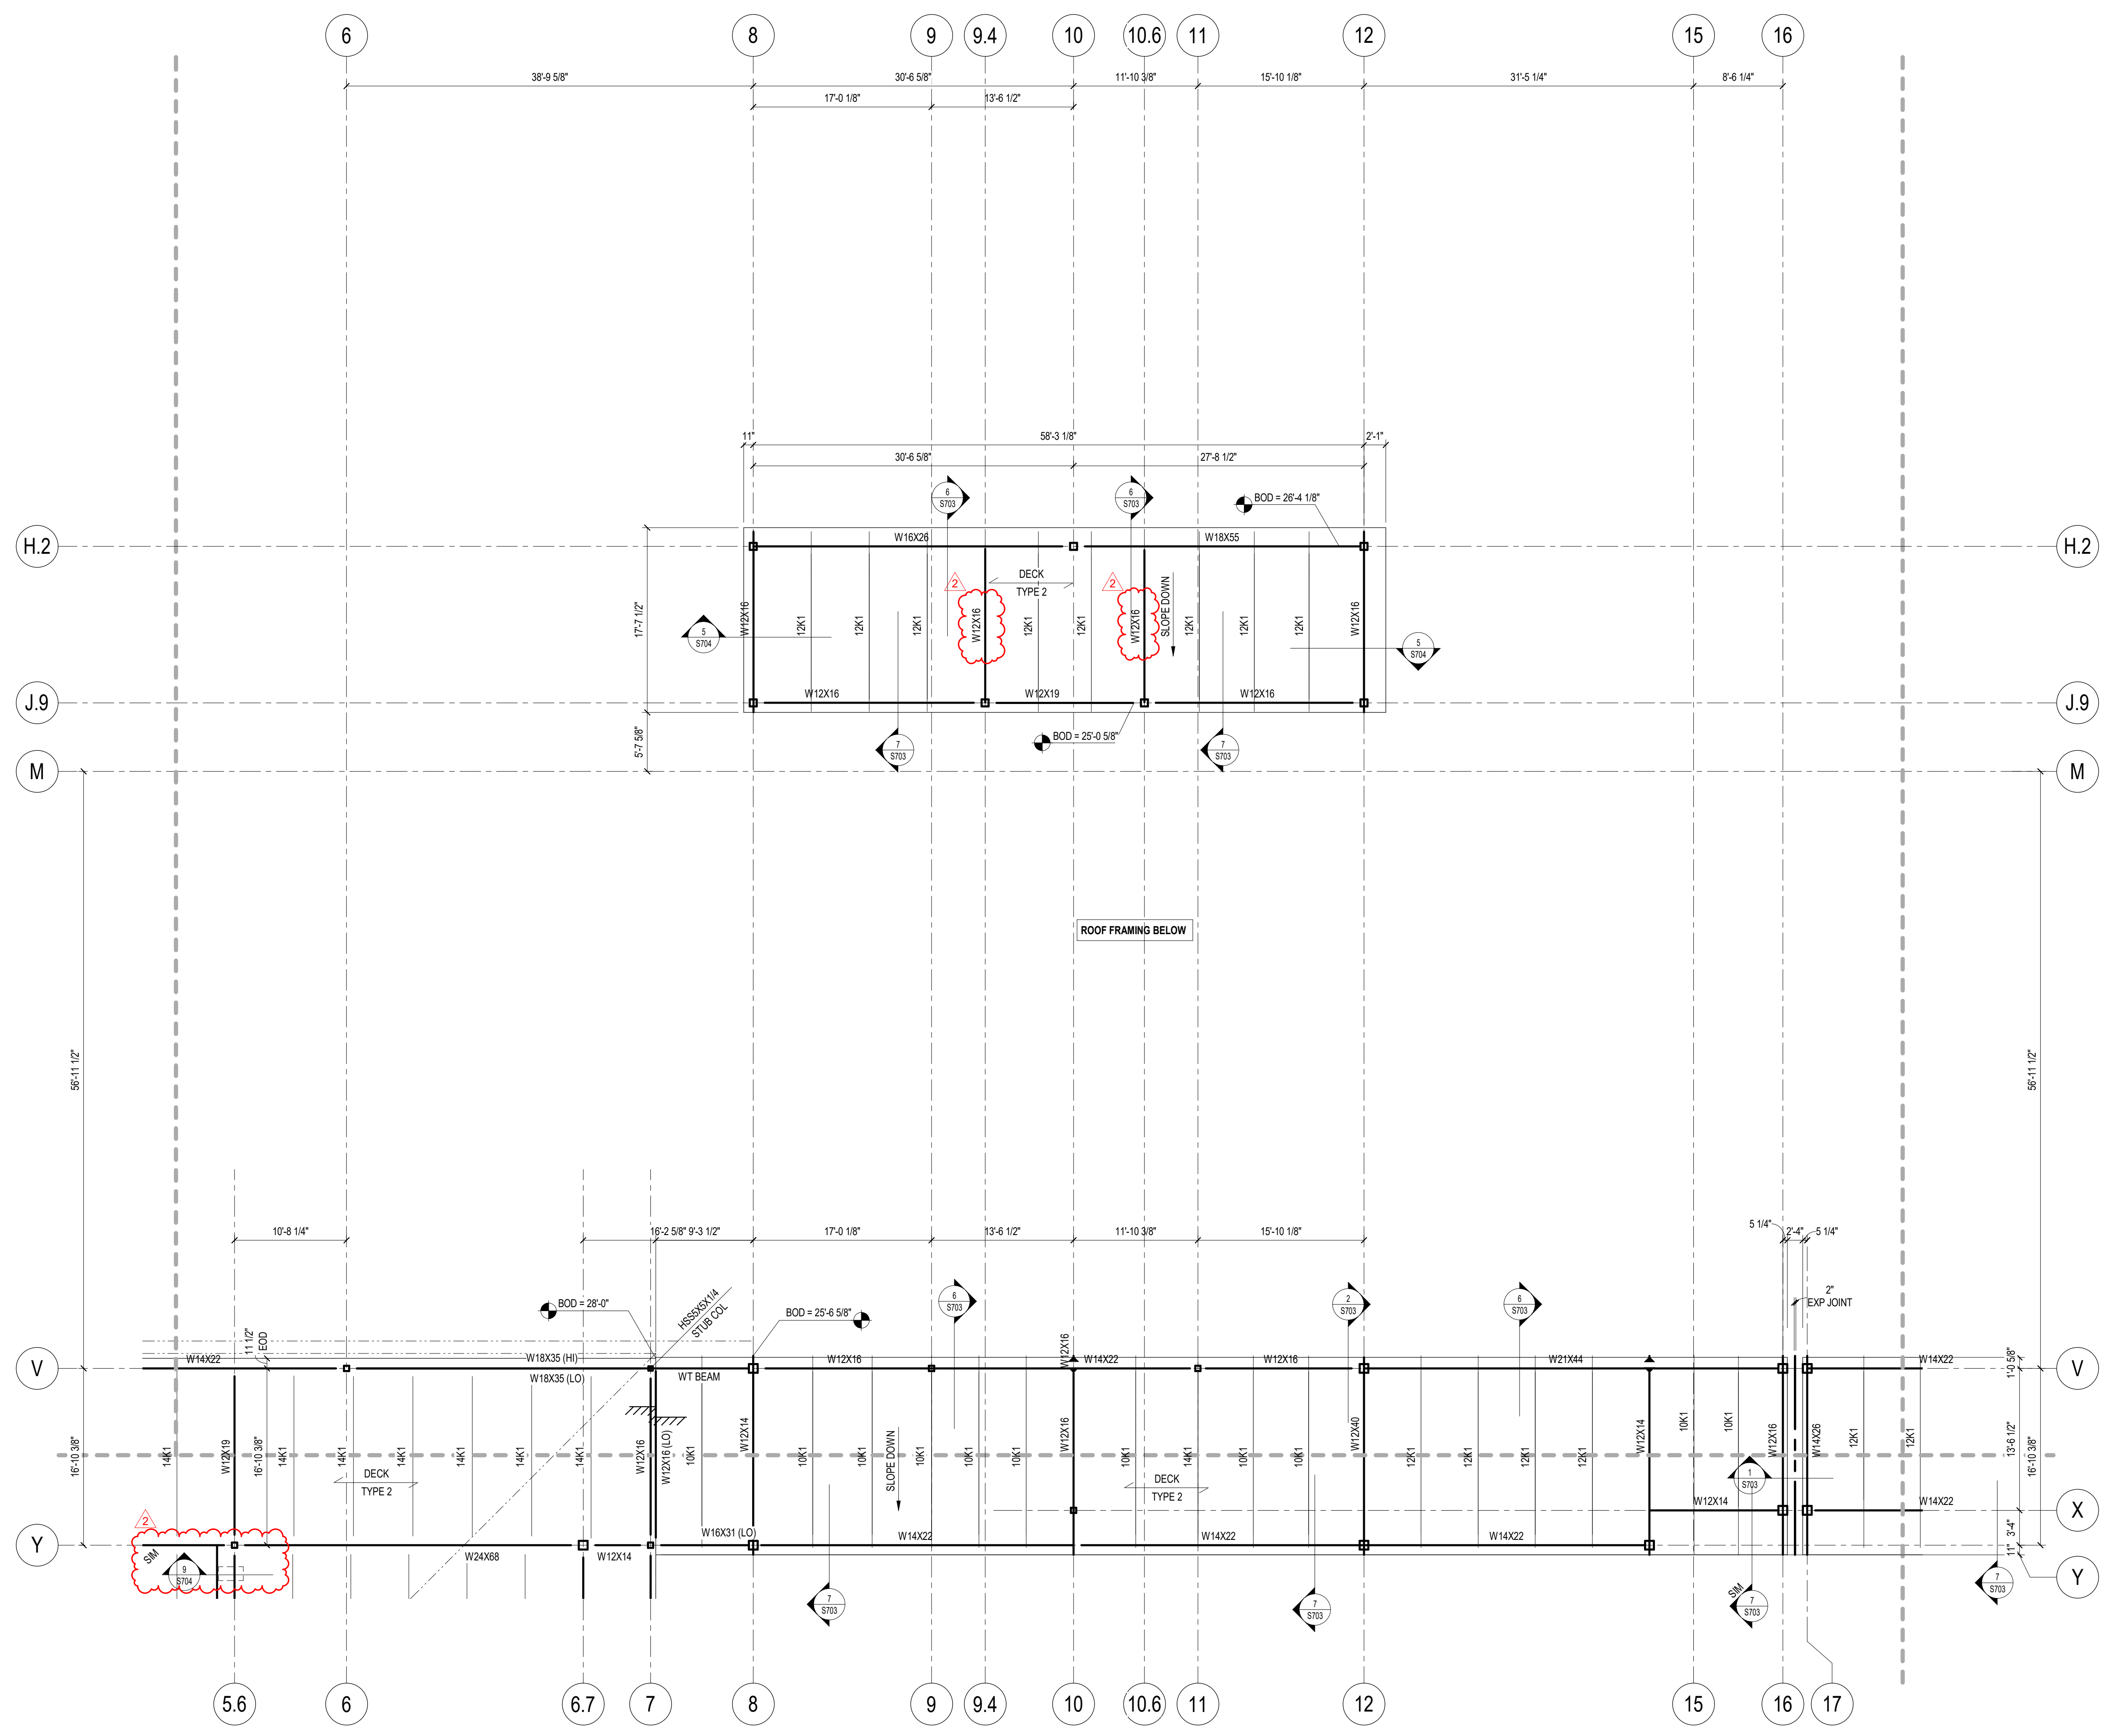 6 8 9 9.4 10 10.6 11 12 15 16
38'-9 5/8" 30'-6 5/8" 11'-10 3/8" 15'-10 1/8" 31'-5 1/4" 8'-6 1/4"
17'-0 1/8" 13'-6 1/2"
11" 58'-3 1/8" 2'-1"
30'-6 5/8" 27'-8 1/2"
6 S703
6 S703
BOD = 26'-4 1/8"
H.2 W16X26 W18X55 H.2
2 DECK 2
TYPE 2
17'-7 1/2" W12X16 12K1 12K1 12K1 W12X16 12K1 12K1 W12X16 SLOPE DOWN 12K1 12K1 12K1 W12X16
5 S704
5 S704
J.9 W12X16 W12X19 W12X16 J.9
5'-7 5/8" BOD = 25'-0 5/8"
7 S703
7 S703
M M
ROOF FRAMING BELOW
56'-11 1/2" 56'-11 1/2"
10'-8 1/4" 16'-2 5/8" 9'-3 1/2" 17'-0 1/8" 13'-6 1/2" 11'-10 3/8" 15'-10 1/8" 5 1/4" 2'-4" 5 1/4"
2"
EXP JOINT
BOD = 28'-0" HSS5X5X1/4
STUB COL
BOD = 25'-6 5/8"
6 S703
2 S703
6 S703
11 1/2"
EOD
V W14X22 W18X35 (HI) W12X16 W12X16 W14X22 W12X16 W21X44 W14X22 V
W18X35 (LO) WT BEAM
1'-0 5/8"
16'-10 3/8" 14K1 W12X19 16'-10 3/8" 14K1 14K1 14K1 14K1 14K1 14K1 W12X16 W12X16 (LO) 10K1 W12X14 10K1 10K1 SLOPE DOWN 10K1 10K1 10K1 W12X16 10K1 14K1 10K1 10K1 W12X40 12K1 12K1 12K1 12K1 W12X14 10K1 10K1 W12X16 W14X26 12K1 12K1 13'-6 1/2" 16'-10 3/8"
DECK
TYPE 2
DECK
TYPE 2
1 S703
W12X14 W14X22 X
2
Y W16X31 (LO) W14X22 W14X22 W14X22 3'-4"
W24X68 W12X14 11"
SIM
9 S704
Y
7 S703
7 S703
SIM
7 S703
7 S703
5.6 6 6.7 7 8 9 9.4 10 10.6 11 12 15 16 17